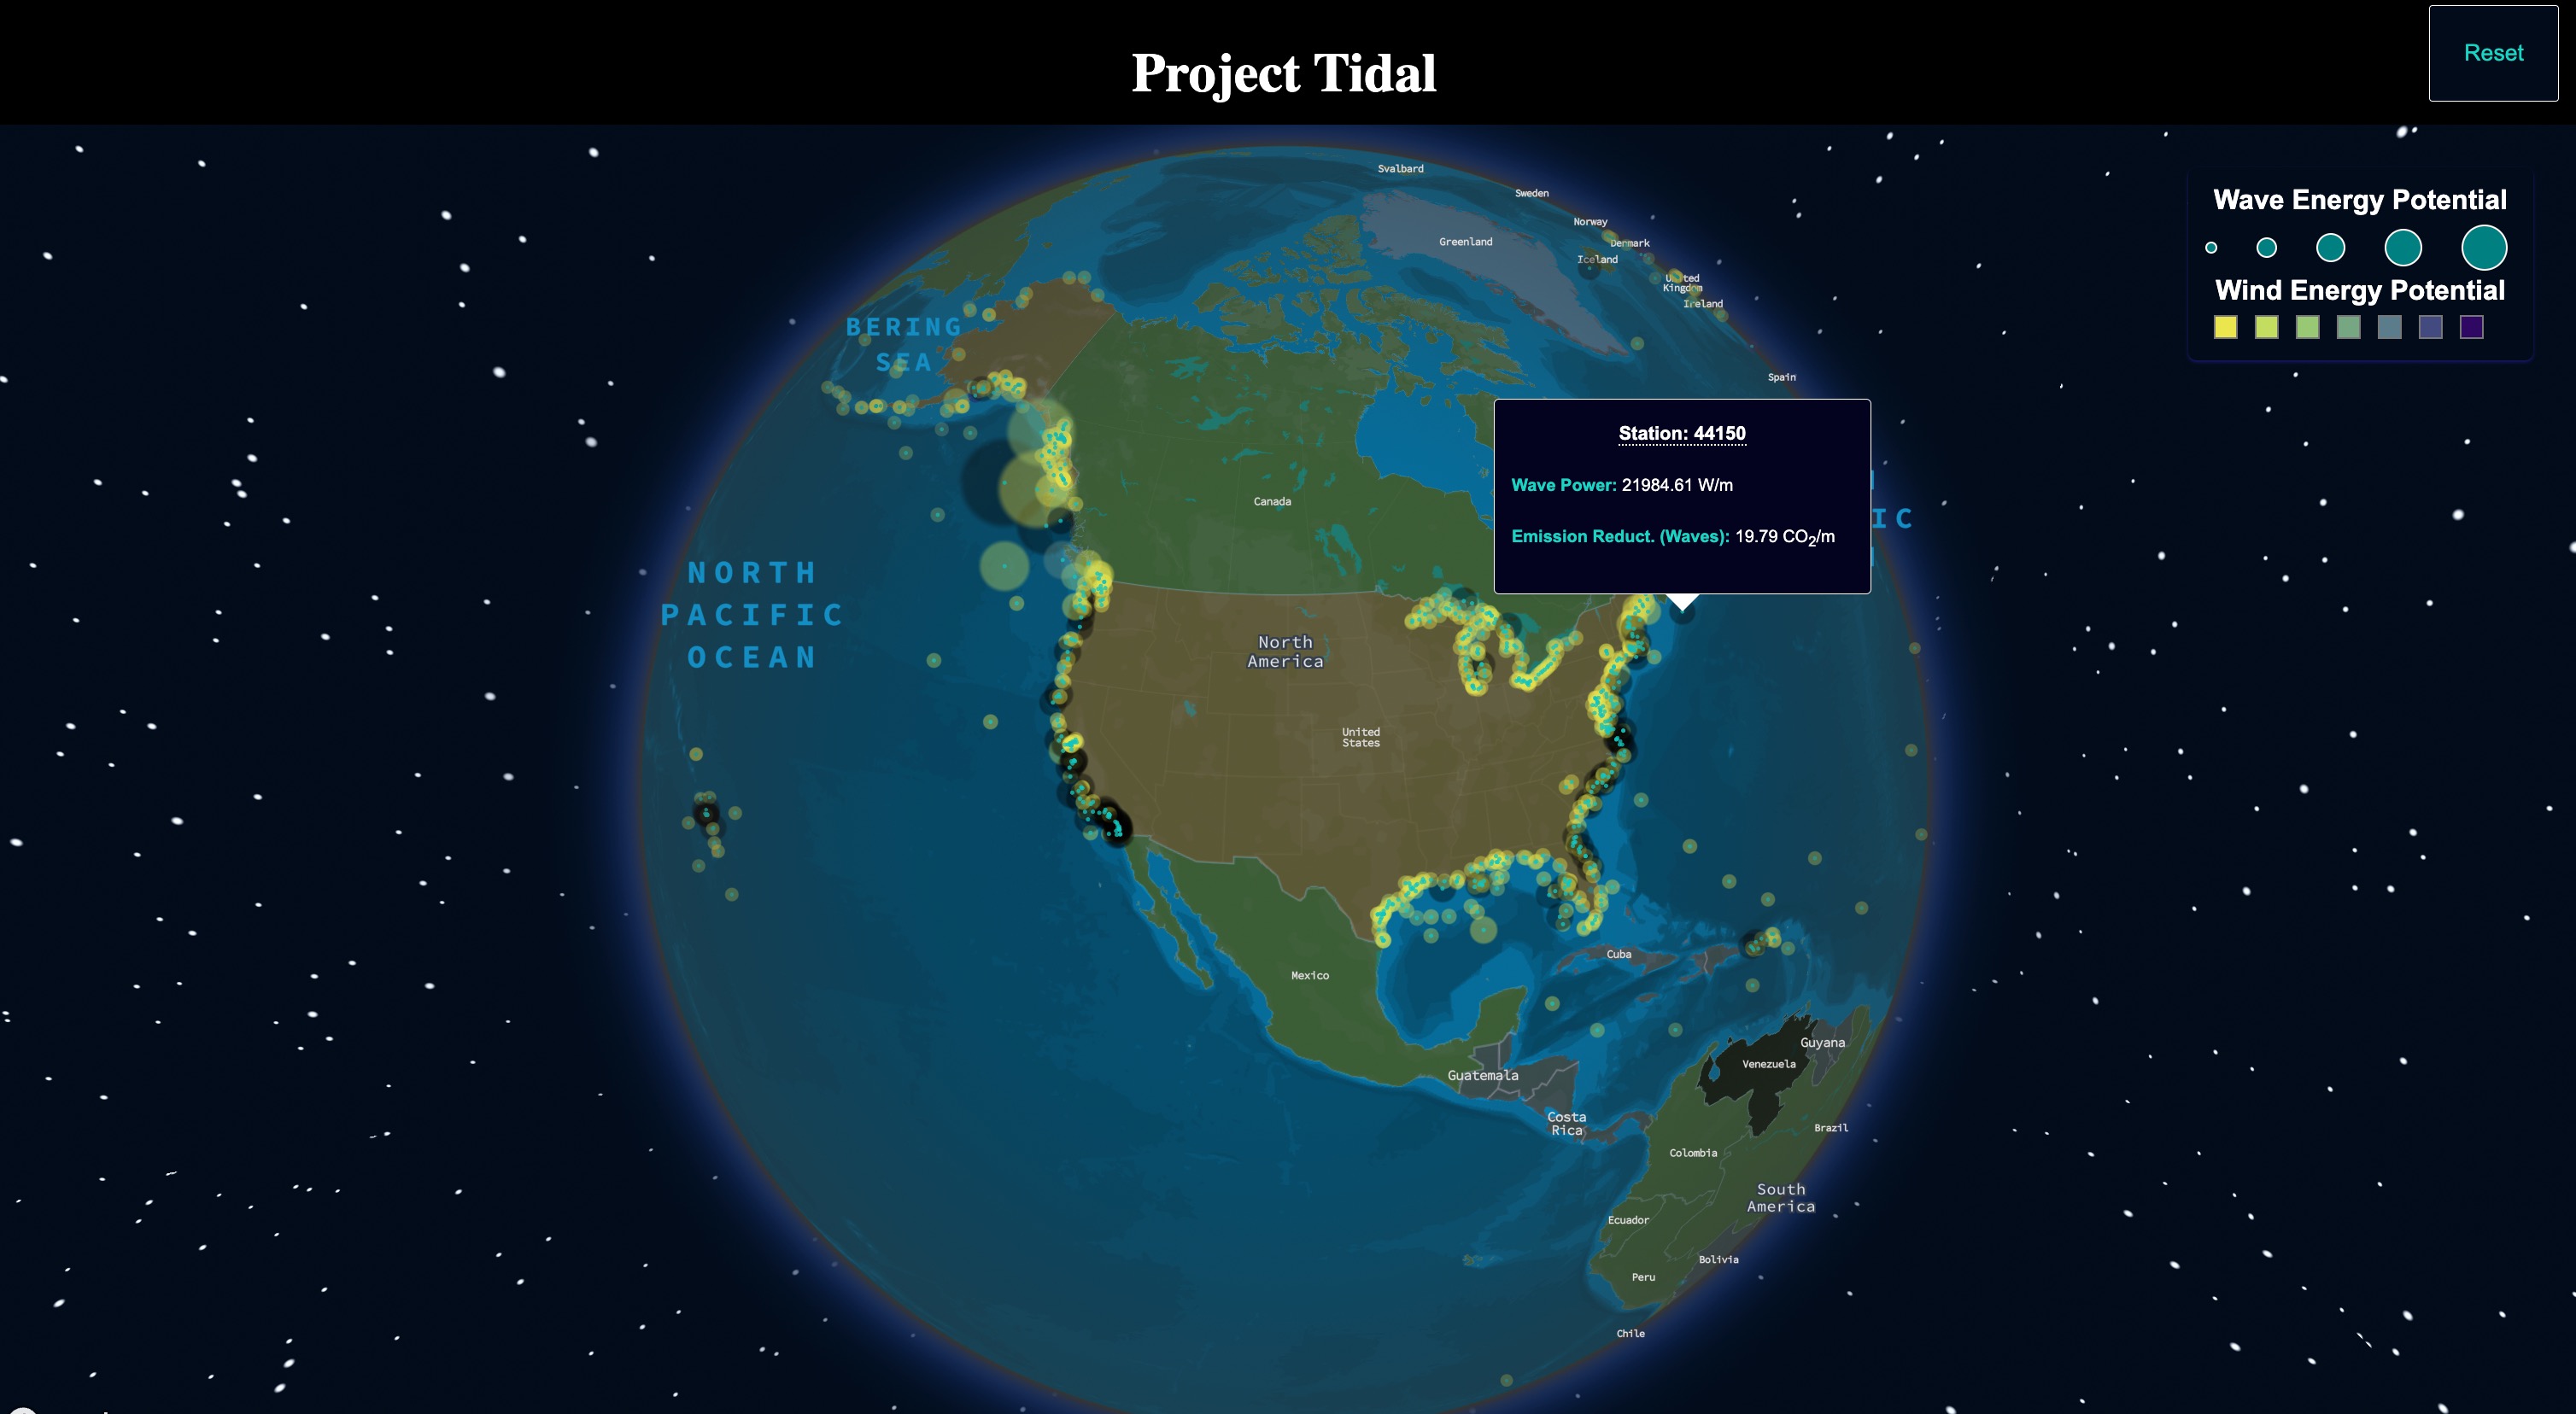 Project Tidal
Reset
Wave Energy Potential
Wind Energy Potential
Svalbard
Sweden
Norway
Denmark
Greenland
Iceland
United
Kingdom
Ireland
BERING
SEA
Spain
Station: 44150
Wave Power: 21984.61 W/m
Emission Reduct. (Waves): 19.79 CO₂/m
IC
Canada
NORTH
PACIFIC
OCEAN
North
America
United
States
Cuba
Mexico
Guyana
Venezuela
Guatemala
Costa
Rica
Brazil
Colombia
South
America
Ecuador
Bolivia
Peru
Chile